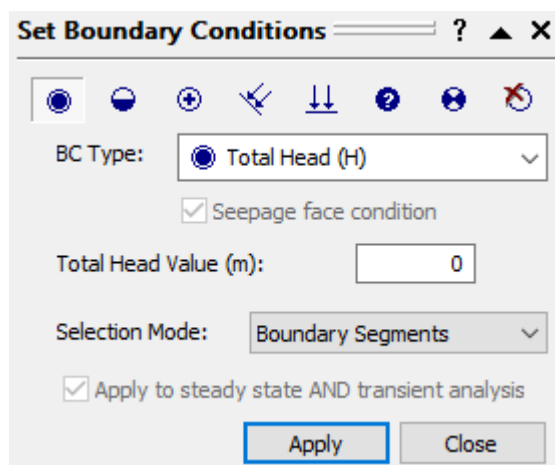 Set Boundary Conditions ?
?
BC Type: Total Head (H)
Seepage face condition
Total Head Value (m): 0
Selection Mode: Boundary Segments
Apply to steady state AND transient analysis
Apply Close